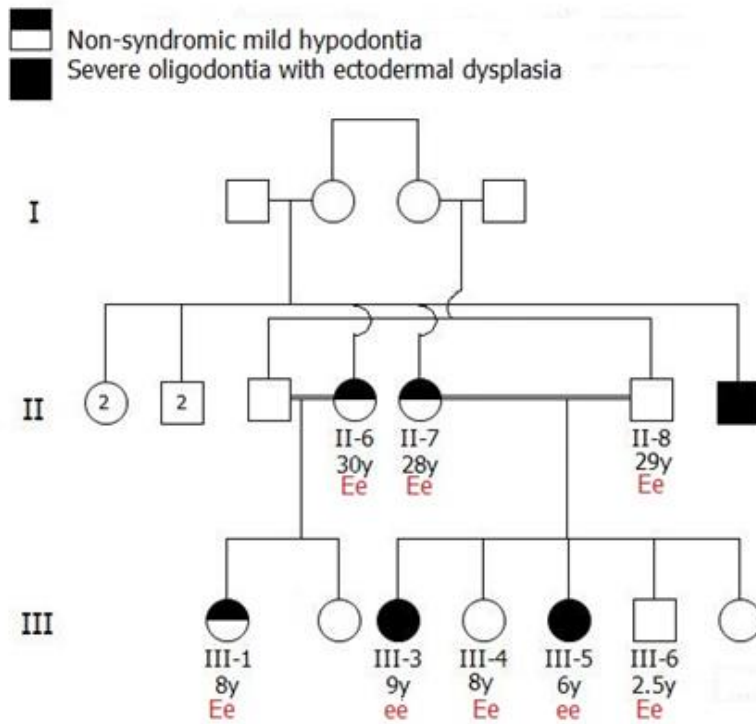 Non-syndromic mild hypodontia
Severe oligodontia with ectodermal dysplasia
I
II
2 2
II-6 II-7 II-8
30y 28y 29y
Ee Ee Ee
III
III-1 III-3 III-4 III-5 III-6
8y 9y 8y 6y 2.5y
Ee ee Ee ee Ee